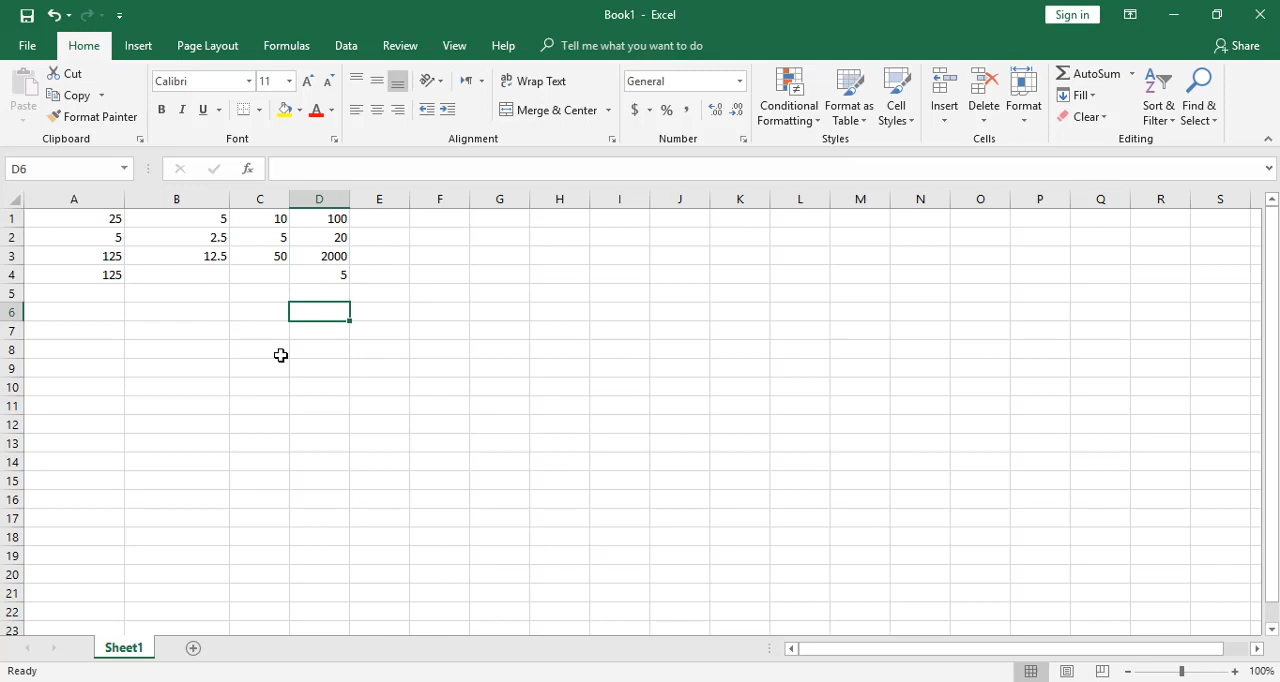 Book1 - Excel
Sign in
File Home Insert Page Layout Formulas Data Review View Help Tell me what you want to do Share
Paste
Cut
Copy
Format Painter
Clipboard
Calibri 11
B I U
Font
Wrap Text
Merge & Center
Alignment
General
$ % ,
Number
Conditional Formatting
Format as Table
Cell Styles
Styles
Insert Delete Format
Cells
AutoSum
Fill
Clear
Sort & Filter
Find & Select
Editing
D6 fx
A B C D E F G H I J K L M N O P Q R S
1 25 5 10 100
2 5 2.5 5 20
3 125 12.5 50 2000
4 125 5
5
6
7
8
9
10
11
12
13
14
15
16
17
18
19
20
21
22
23
Sheet1
Ready 100%